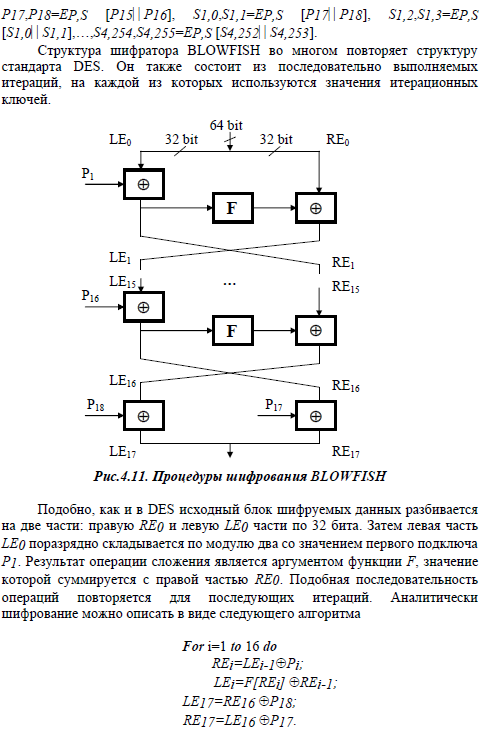 P17,P18=EP,S [P15|| P16], S1,0,S1,1=EP,S [P17|| P18], S1,2,S1,3=EP,S
[S1,0|| S1,1],…,S4,254,S4,255=EP,S [S4,252|| S4,253].
Структура шифратора BLOWFISH во многом повторяет структуру
стандарта DES. Он также состоит из последовательно выполняемых
итераций, на каждой из которых используются значения итерационных
ключей.
64 bit
LE0 32 bit 32 bit RE0
P1
⊕
F ⊕
LE1 RE1
LE15 … RE15
P16
⊕
F ⊕
LE16 RE16
P18 ⊕ P17 ⊕
LE17 RE17
Рис.4.11. Процедуры шифрования BLOWFISH
Подобно, как и в DES исходный блок шифруемых данных разбивается
на две части: правую RE0 и левую LE0 части по 32 бита. Затем левая часть
LE0 поразрядно складывается по модулю два со значением первого подключа
P1. Результат операции сложения является аргументом функции F, значение
которой суммируется с правой частью RE0. Подобная последовательность
операций повторяется для последующих итераций. Аналитически
шифрование можно описать в виде следующего алгоритма
For i=1 to 16 do
REi=LEi-1⊕Pi;
LEi=F[REi] ⊕REi-1;
LE17=RE16 ⊕P18;
RE17=LE16 ⊕P17.